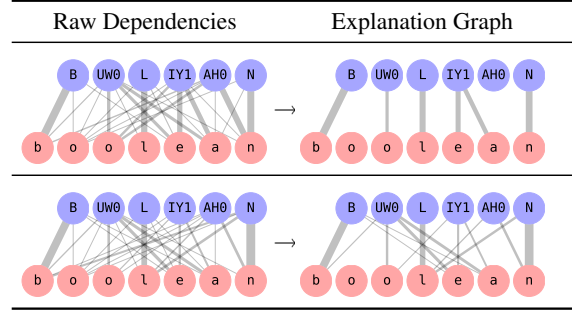 Raw Dependencies Explanation Graph
B UW0 L IY1 AH0 N B UW0 L IY1 AH0 N
→
b o o l e a n b o o l e a n
B UW0 L IY1 AH0 N B UW0 L IY1 AH0 N
→
b o o l e a n b o o l e a n